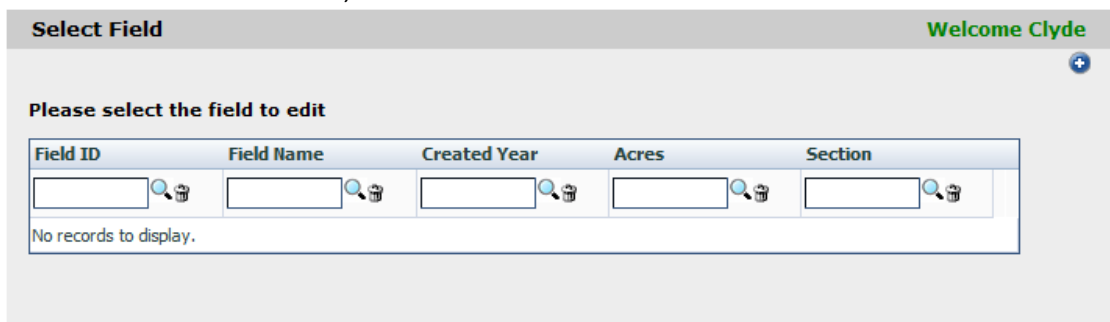 Select Field Welcome Clyde
Please select the field to edit
Field ID Field Name Created Year Acres Section
No records to display.